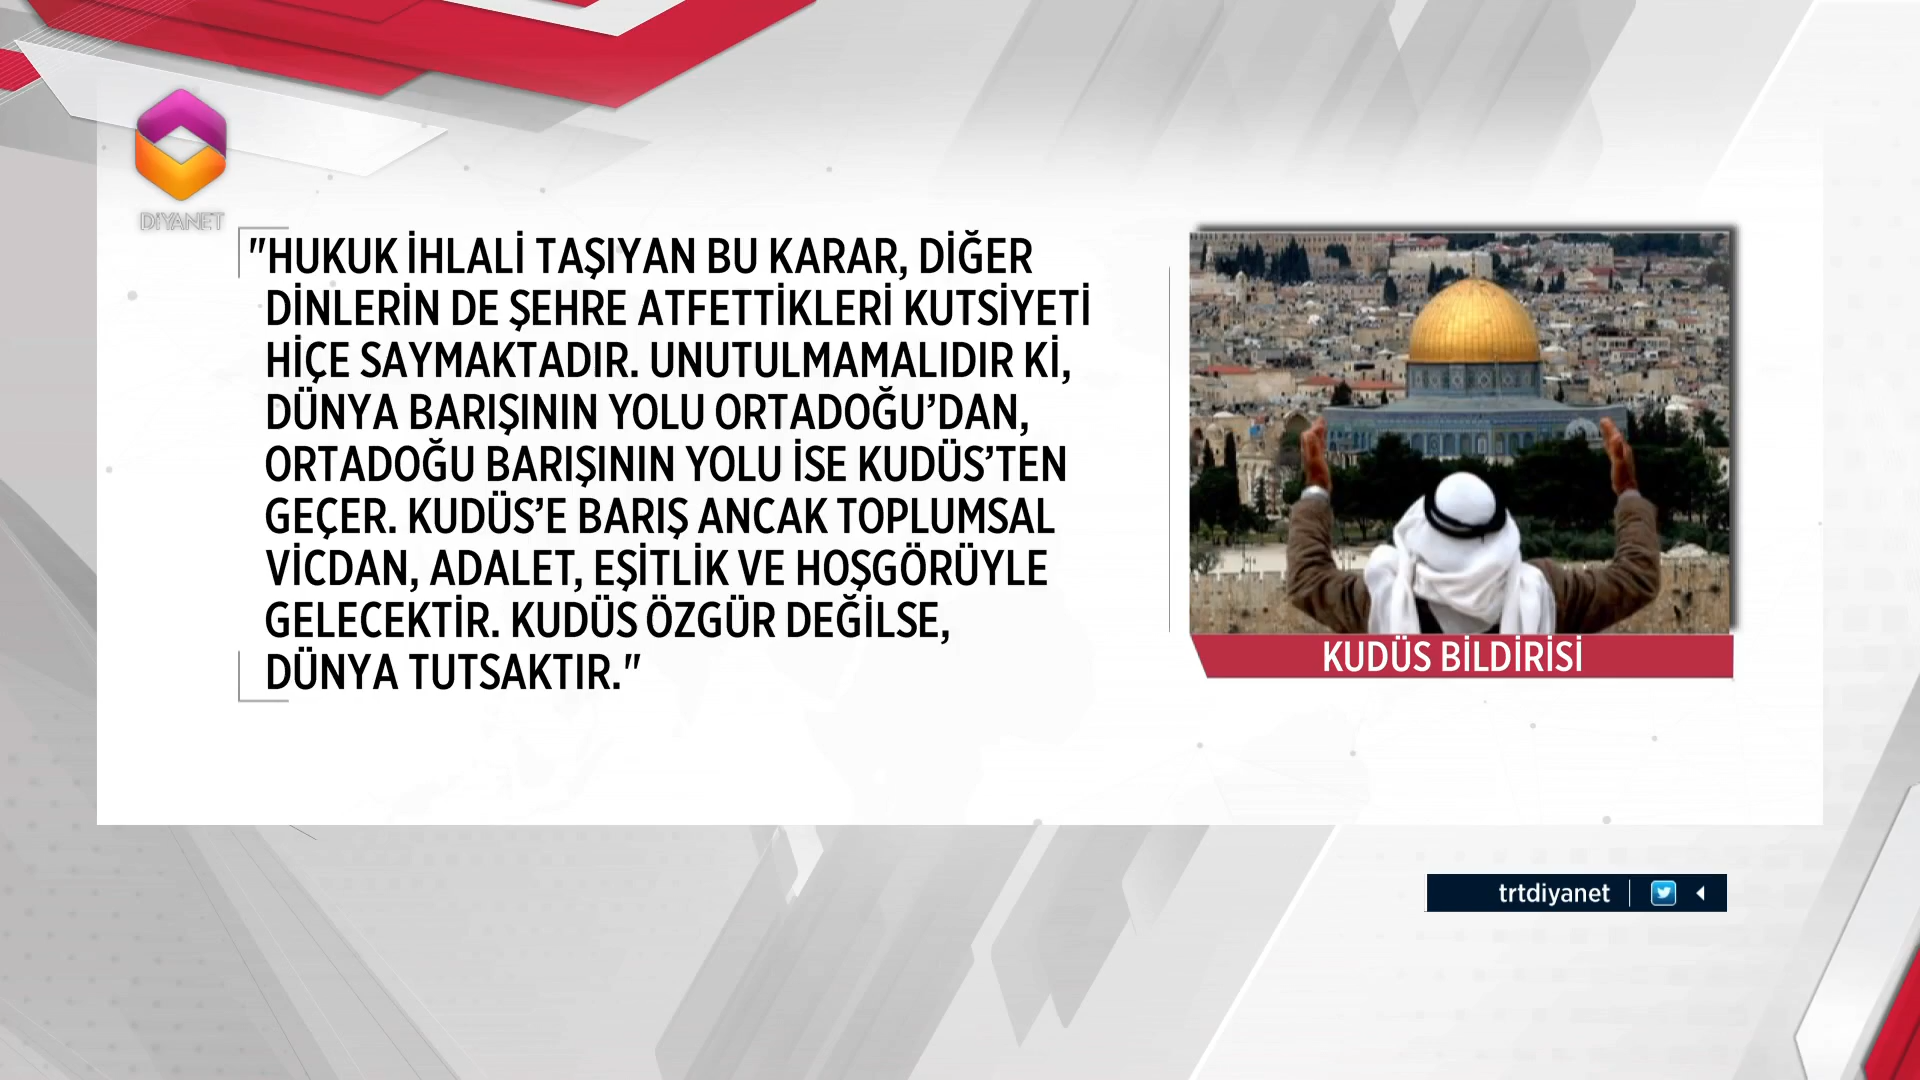 DİYANET
"HUKUK İHLALİ TAŞIYAN BU KARAR, DİĞER
DİNLERİN DE ŞEHRE ATFETTİKLERİ KUTSİYETİ
HİÇE SAYMAKTADIR. UNUTULMAMALIDIR Kİ,
DÜNYA BARIŞININ YOLU ORTADOĞU’DAN,
ORTADOĞU BARIŞININ YOLU İSE KUDÜS’TEN
GEÇER. KUDÜS’E BARIŞ ANCAK TOPLUMSAL
VİCDAN, ADALET, EŞİTLİK VE HOŞGÖRÜYLE
GELECEKTİR. KUDÜS ÖZGÜR DEĞİLSE,
DÜNYA TUTSAKTIR."
KUDÜS BİLDİRİSİ
trtdiyanet